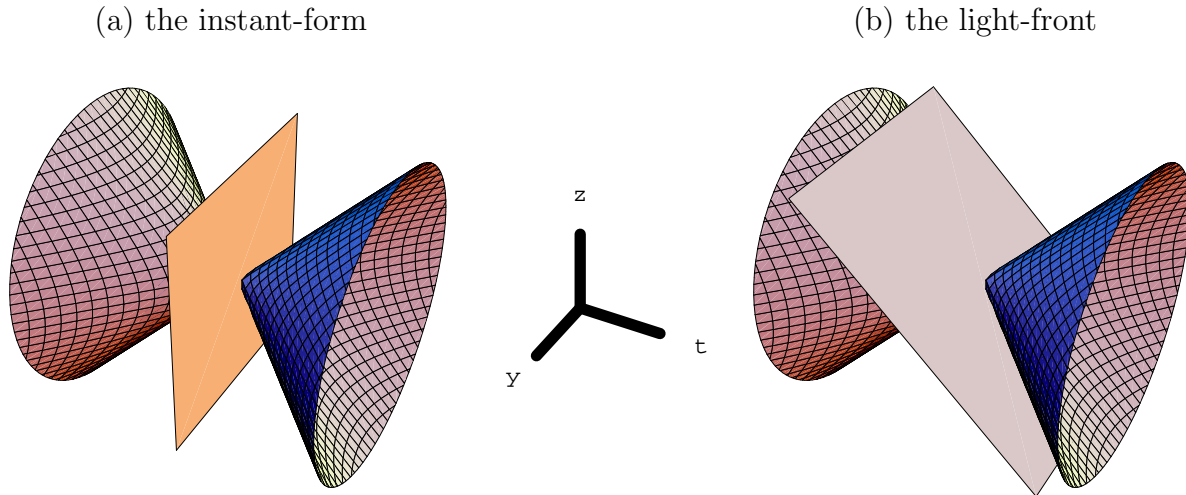 (a) the instant-form
(b) the light-front
z
t
y